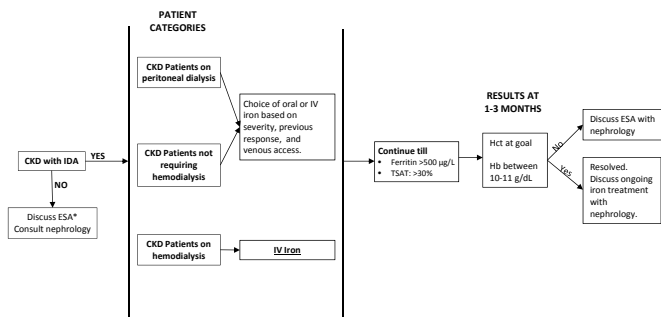 PATIENT
CATEGORIES
CKD Patients on
peritoneal dialysis
Choice of oral or IV
iron based on
severity, previous
response, and
venous access.
CKD Patients not
requiring
hemodialysis
CKD with IDA
YES
NO
Discuss ESA*
Consult nephrology
CKD Patients on
hemodialysis
IV Iron
Continue till
• Ferritin >500 µg/L
• TSAT: >30%
RESULTS AT
1-3 MONTHS
Hct at goal
Hb between
10-11 g/dL
No
Yes
Discuss ESA with
nephrology
Resolved.
Discuss ongoing
iron treatment
with
nephrology.